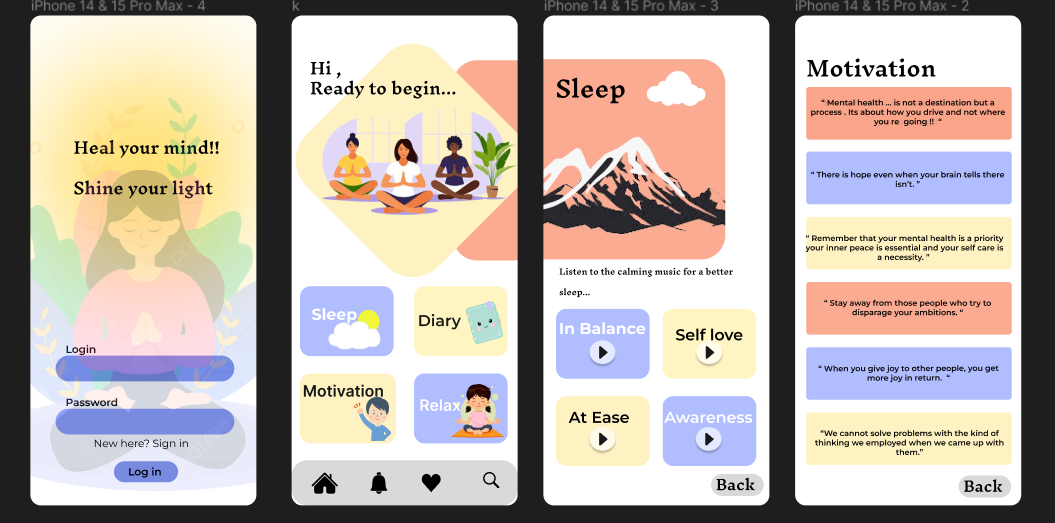 iPhone 14 & 15 Pro Max - 4
Heal your mind!!
Shine your light
Login
Password
New here? Sign in
Log in
k
Hi ,
Ready to begin...
Sleep
Diary
Motivation
Relax
iPhone 14 & 15 Pro Max - 3
Sleep
Listen to the calming music for a better
sleep...
In Balance
Self love
At Ease
Awareness
Back
iPhone 14 & 15 Pro Max - 2
Motivation
“ Mental health ... is not a destination but a
process . Its about how you drive and not where
you re going !! “
“ There is hope even when your brain tells there
isn’t. ”
“ Remember that your mental health is a priority
your inner peace is essential and your self care is
a necessity. ”
“ Stay away from those people who try to
disparage your ambitions. “
“ When you give joy to other people, you get
more joy in return. “
“We cannot solve problems with the kind of
thinking we employed when we came up with
them.”
Back